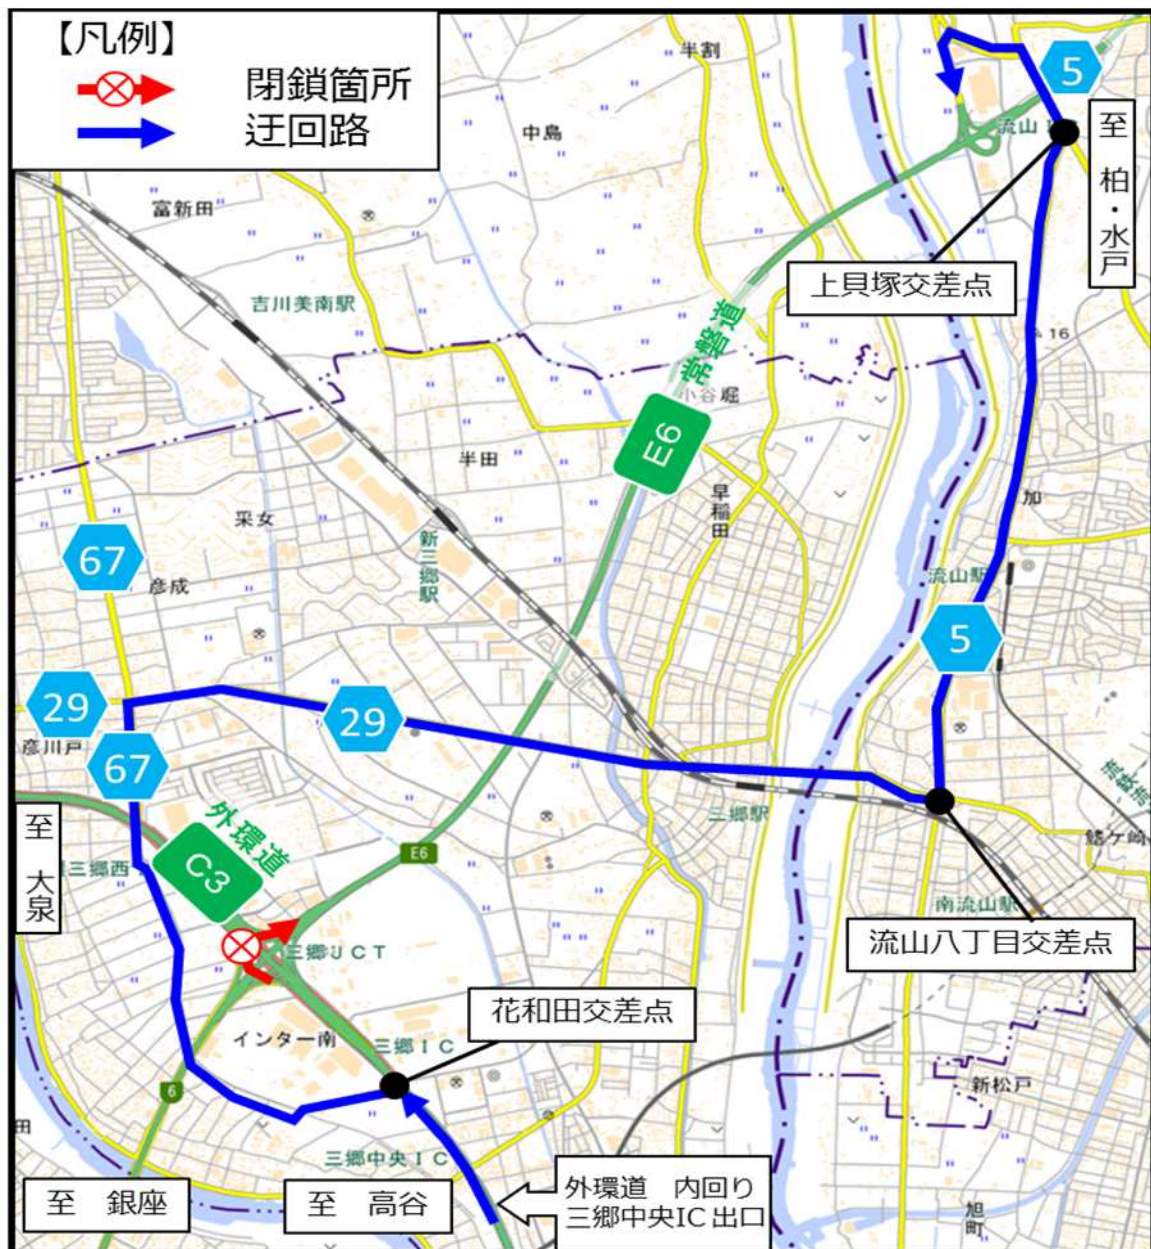 【凡例】
閉鎖箇所
迂回路
半割
5
流山I
至 柏・水戸
中島
富新田
上貝塚交差点
吉川美南駅
16
常磐道
小谷堀
E6
半田
早稲田
加
采女
新三郷駅
67
彦成
流山駅
5
29
29
彦川戸
67
三郷駅
鰭ケ崎
外環道
E6
至 大泉
三郷西
C3
南流山駅
流山八丁目交差点
三郷JCT
花和田交差点
インター南
三郷IC
6
新松戸
田
三郷中央IC
至 銀座
至 高谷
外環道 内回り
三郷中央IC出口
旭町